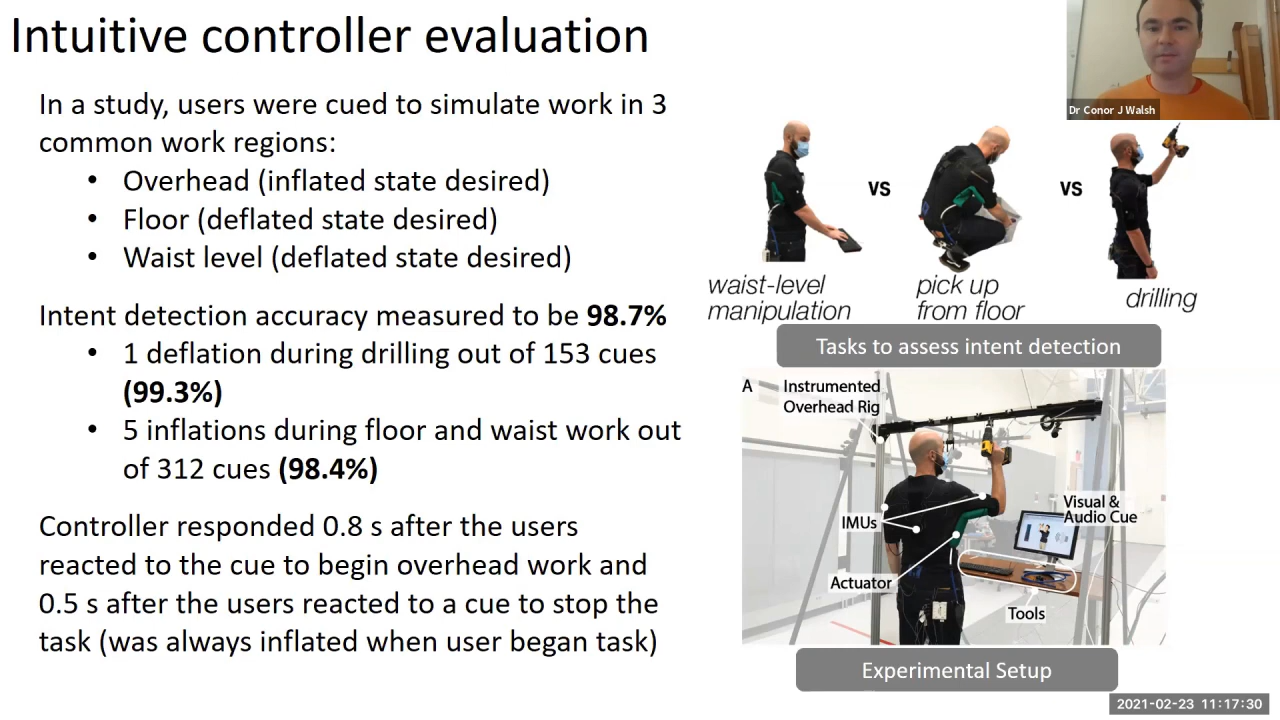 Intuitive controller evaluation
In a study, users were cued to simulate work in 3
common work regions:
• Overhead (inflated state desired)
• Floor (deflated state desired)
• Waist level (deflated state desired)
Intent detection accuracy measured to be 98.7%
• 1 deflation during drilling out of 153 cues
(99.3%)
• 5 inflations during floor and waist work out
of 312 cues (98.4%)
Controller responded 0.8 s after the users
reacted to the cue to begin overhead work and
0.5 s after the users reacted to a cue to stop the
task (was always inflated when user began task)
Dr Conor J Walsh
vs
vs
waist-level
manipulation
pick up
from floor
drilling
Tasks to assess intent detection
A Instrumented
Overhead Rig
IMUs
Actuator
Visual &
Audio Cue
Tools
Experimental Setup
2021-02-23 11:17:30